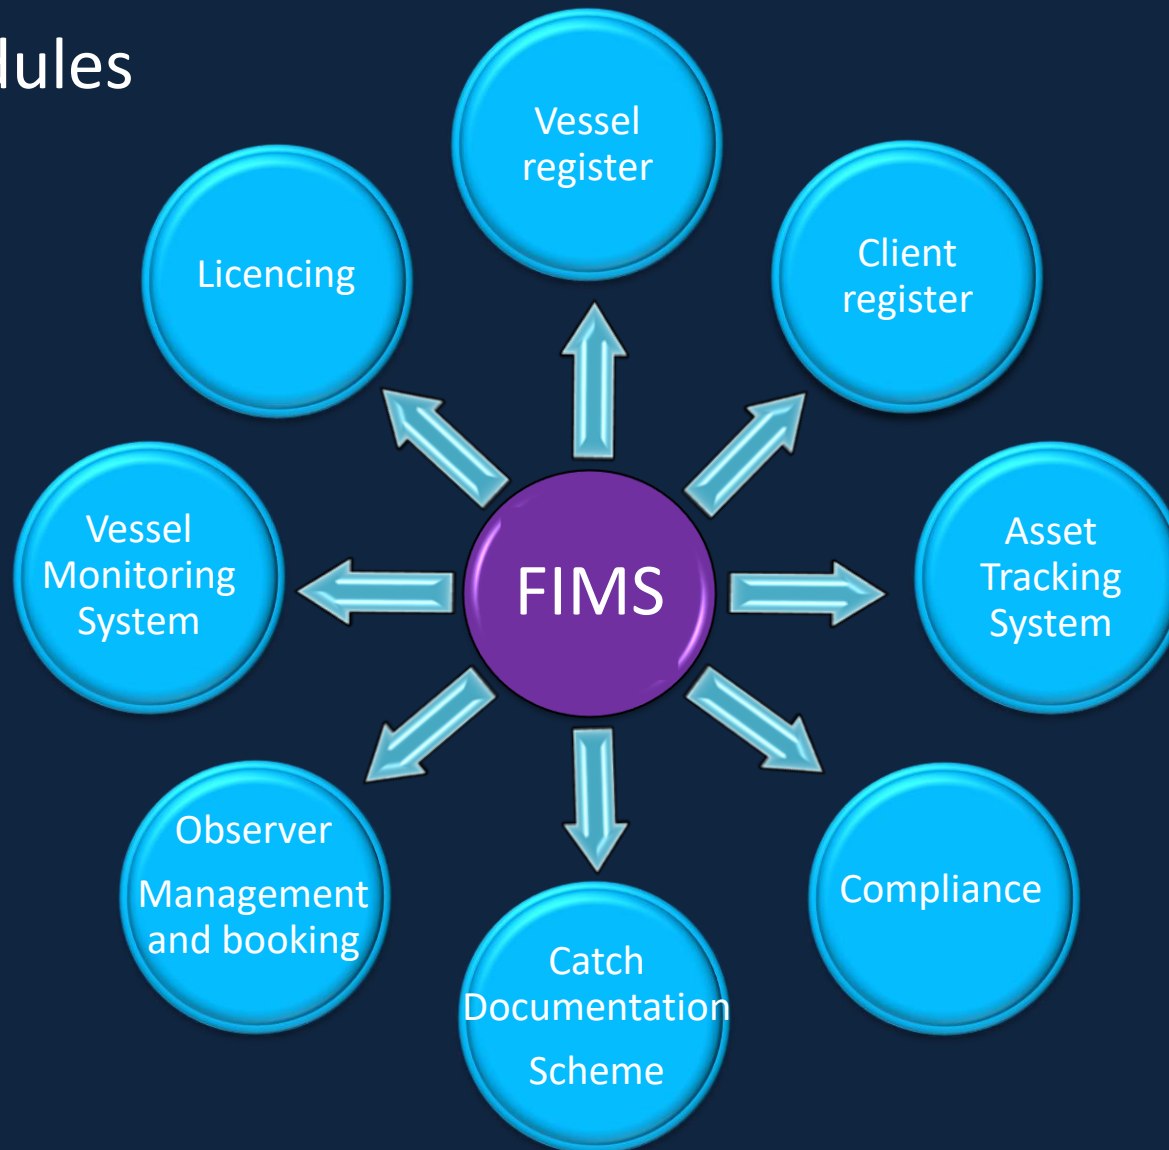 dules
Vessel
register
Client
register
Licencing
Asset
Tracking
System
Vessel
Monitoring
System
FIMS
Compliance
Observer
Management
and booking
Catch
Documentation
Scheme